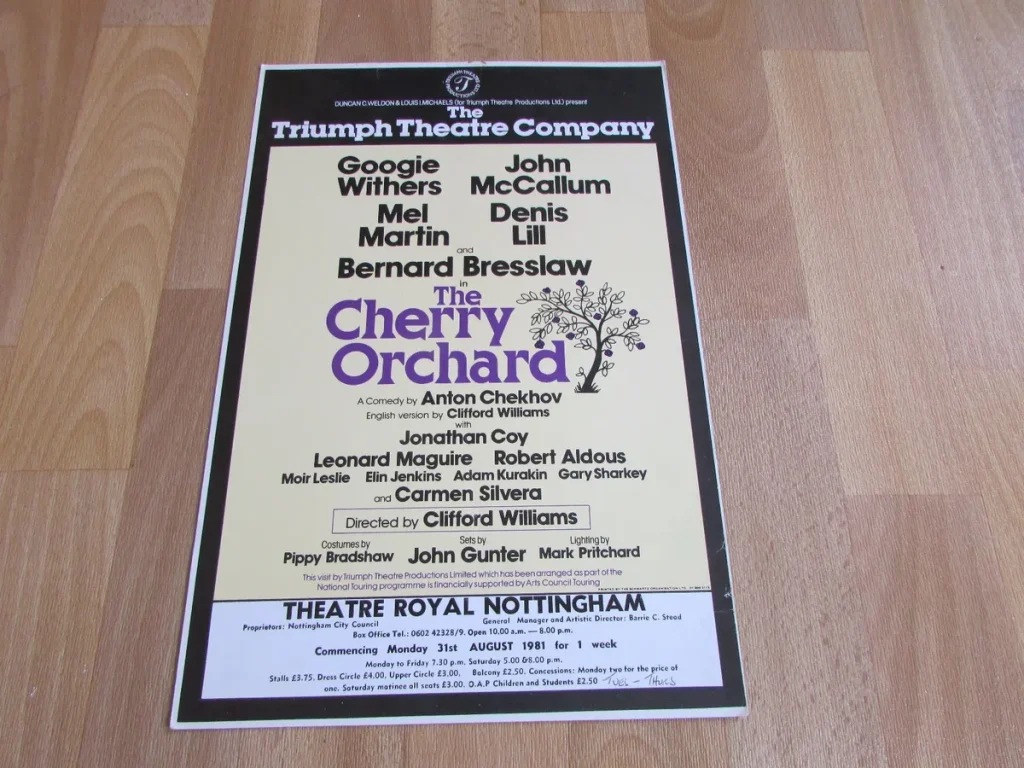 TRIUMPH THEATRE PRODUCTIONS LTD
T
DUNCAN C. WELDON & LOUIS I. MICHAELS (for Triumph Theatre Productions Ltd.) present
The
Triumph Theatre Company
Googie John
Withers McCallum
Mel Denis
Martin Lill
and
Bernard Bresslaw
in
The
Cherry
Orchard
A Comedy by Anton Chekhov
English version by Clifford Williams
with
Jonathan Coy
Leonard Maguire Robert Aldous
Moir Leslie Elin Jenkins Adam Kurakin Gary Sharkey
and Carmen Silvera
Directed by Clifford Williams
Costumes by Sets by Lighting by
Pippy Bradshaw John Gunter Mark Pritchard
This visit by Triumph Theatre Productions Limited which has been arranged as part of the
National Touring programme is financially supported by Arts Council Touring
PRINTED BY THE
THEATRE ROYAL NOTTINGHAM
Proprietors: Nottingham City Council General Manager and Artistic Director: Barrie C. Stead
Box Office Tel.: 0602 42328/9. Open 10.00 a.m. — 8.00 p.m.
Commencing Monday 31st AUGUST 1981 for 1 week
Monday to Friday 7.30 p.m. Saturday 5.00 & 8.00 p.m.
Stalls £3.75. Dress Circle £4.00. Upper Circle £3.00. Balcony £2.50. Concessions: Monday two for the price of
one. Saturday matinee all seats £3.00. O.A.P Children and Students £2.50 TUES - THURS